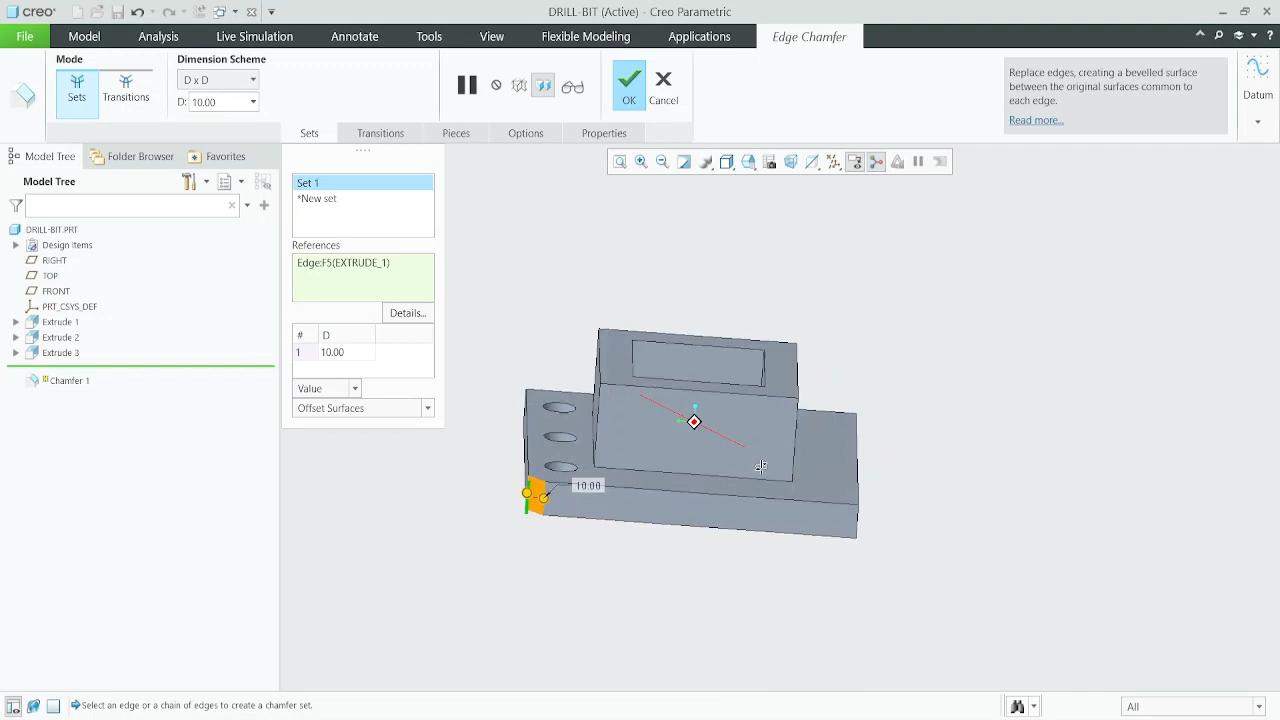 creo
DRILL-BIT (Active) - Creo Parametric
File
Model
Analysis
Live Simulation
Annotate
Tools
View
Flexible Modeling
Applications
Edge Chamfer
Mode
Sets
Transitions
Dimension Scheme
D x D
D: 10.00
OK
Cancel
Replace edges, creating a bevelled surface
between the original surfaces common to
each edge.
Read more...
Datum
Sets
Transitions
Pieces
Options
Properties
Model Tree
Folder Browser
Favorites
Model Tree
DRILL-BIT.PRT
Design Items
RIGHT
TOP
FRONT
PRT_CSYS_DEF
Extrude 1
Extrude 2
Extrude 3
Chamfer 1
Set 1
*New set
References
Edge:F5(EXTRUDE_1)
Details...
# D
1 10.00
Value
Offset Surfaces
10.00
Select an edge or a chain of edges to create a chamfer set.
All